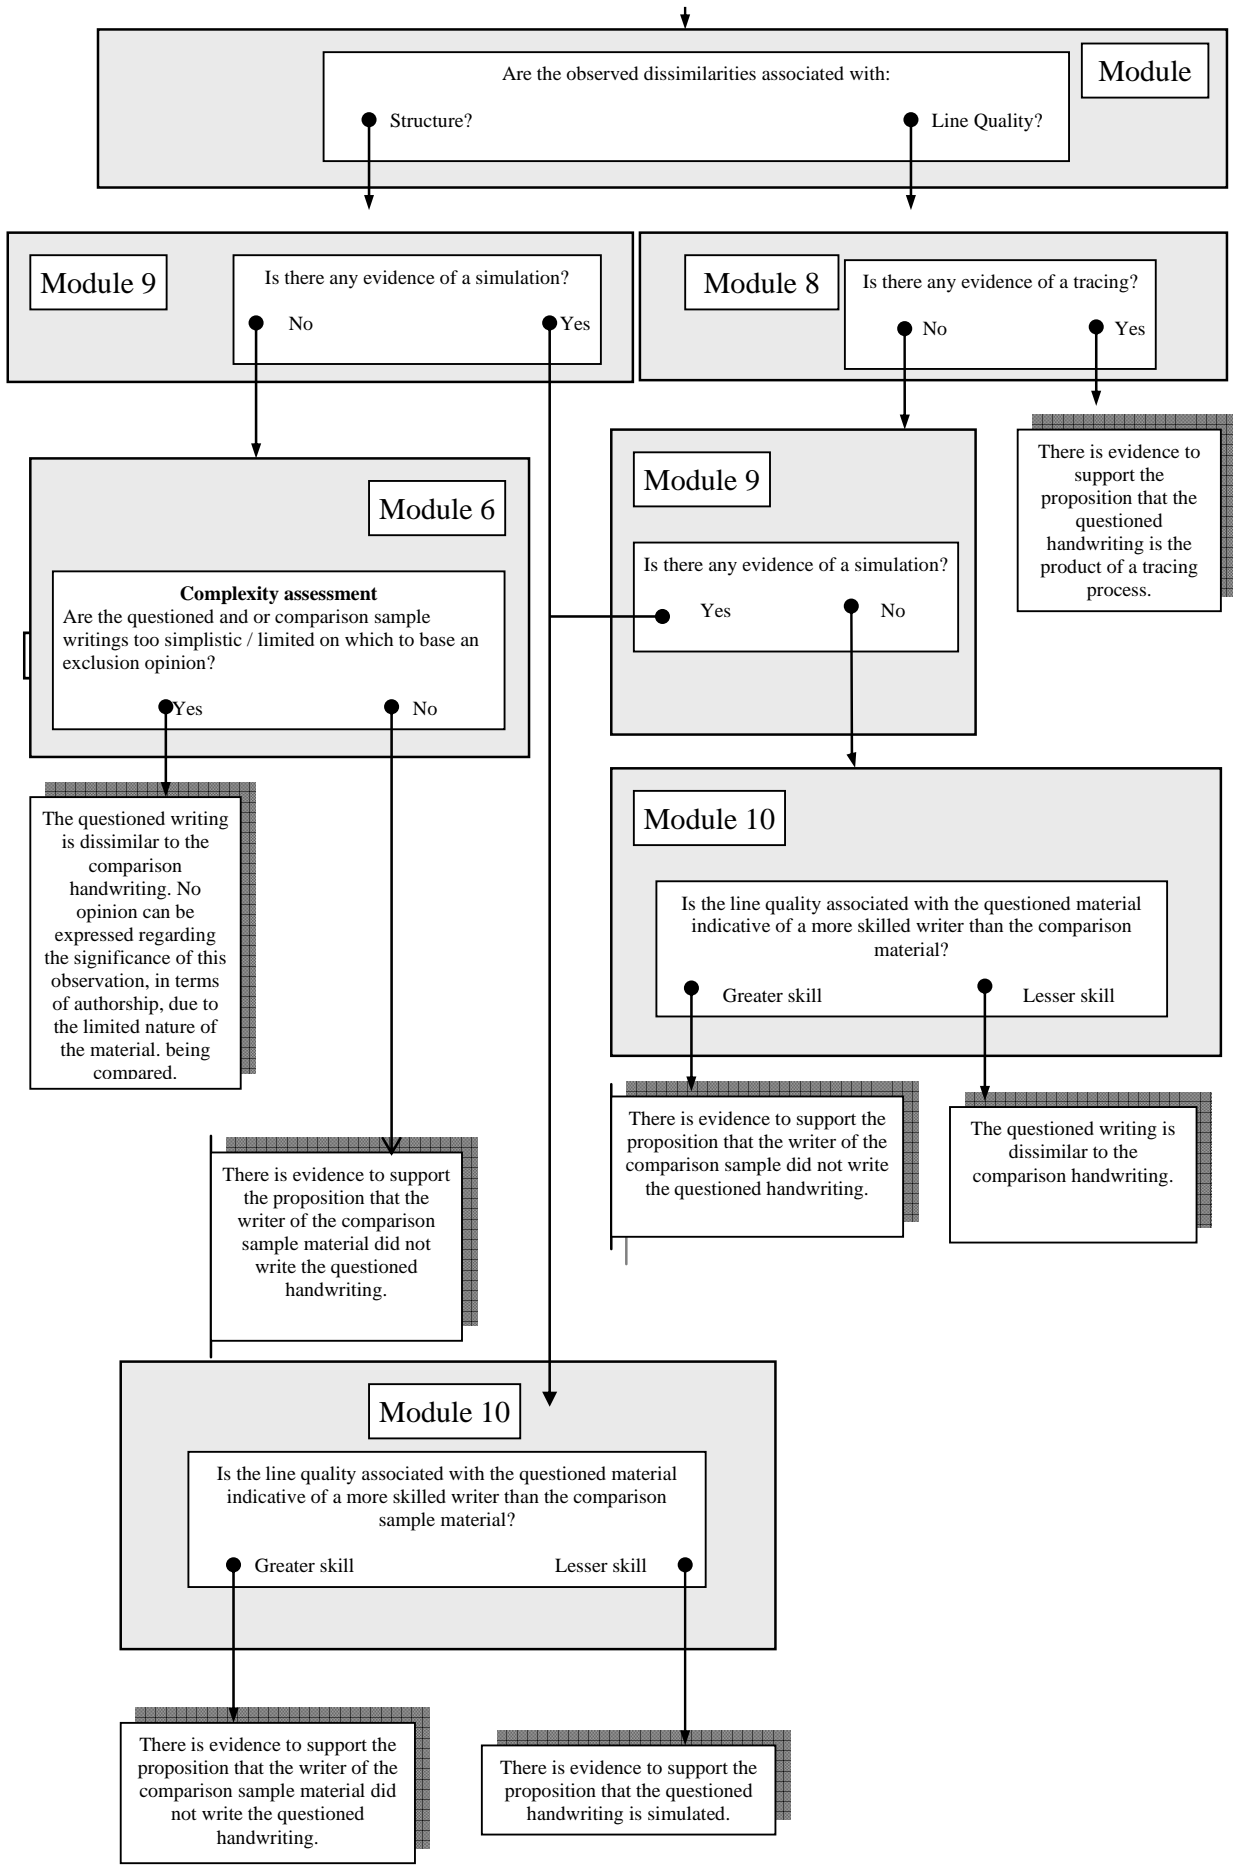 Module
Are the observed dissimilarities associated with:
Structure?
Line Quality?
Module 9
Is there any evidence of a simulation?
No
Yes
Module 8
Is there any evidence of a tracing?
No
Yes
There is evidence to
support the
proposition that the
questioned
handwriting is the
product of a tracing
process.
Module 9
Is there any evidence of a simulation?
Yes
No
Module 6
Complexity assessment
Are the questioned and or comparison sample
writings too simplistic / limited on which to base an
exclusion opinion?
Yes
No
The questioned writing
is dissimilar to the
comparison
handwriting. No
opinion can be
expressed regarding
the significance of this
observation, in terms
of authorship, due to
the limited nature of
the material. being
compared.
Module 10
Is the line quality associated with the questioned material
indicative of a more skilled writer than the comparison
material?
Greater skill
Lesser skill
There is evidence to support the
proposition that the writer of the
comparison sample did not write
the questioned handwriting.
The questioned writing is
dissimilar to the
comparison handwriting.
There is evidence to support
the proposition that the
writer of the comparison
sample material did not
write the questioned
handwriting.
Module 10
Is the line quality associated with the questioned material
indicative of a more skilled writer than the comparison
sample material?
Greater skill
Lesser skill
There is evidence to support the
proposition that the writer of the
comparison sample material did
not write the questioned
handwriting.
There is evidence to support the
proposition that the questioned
handwriting is simulated.